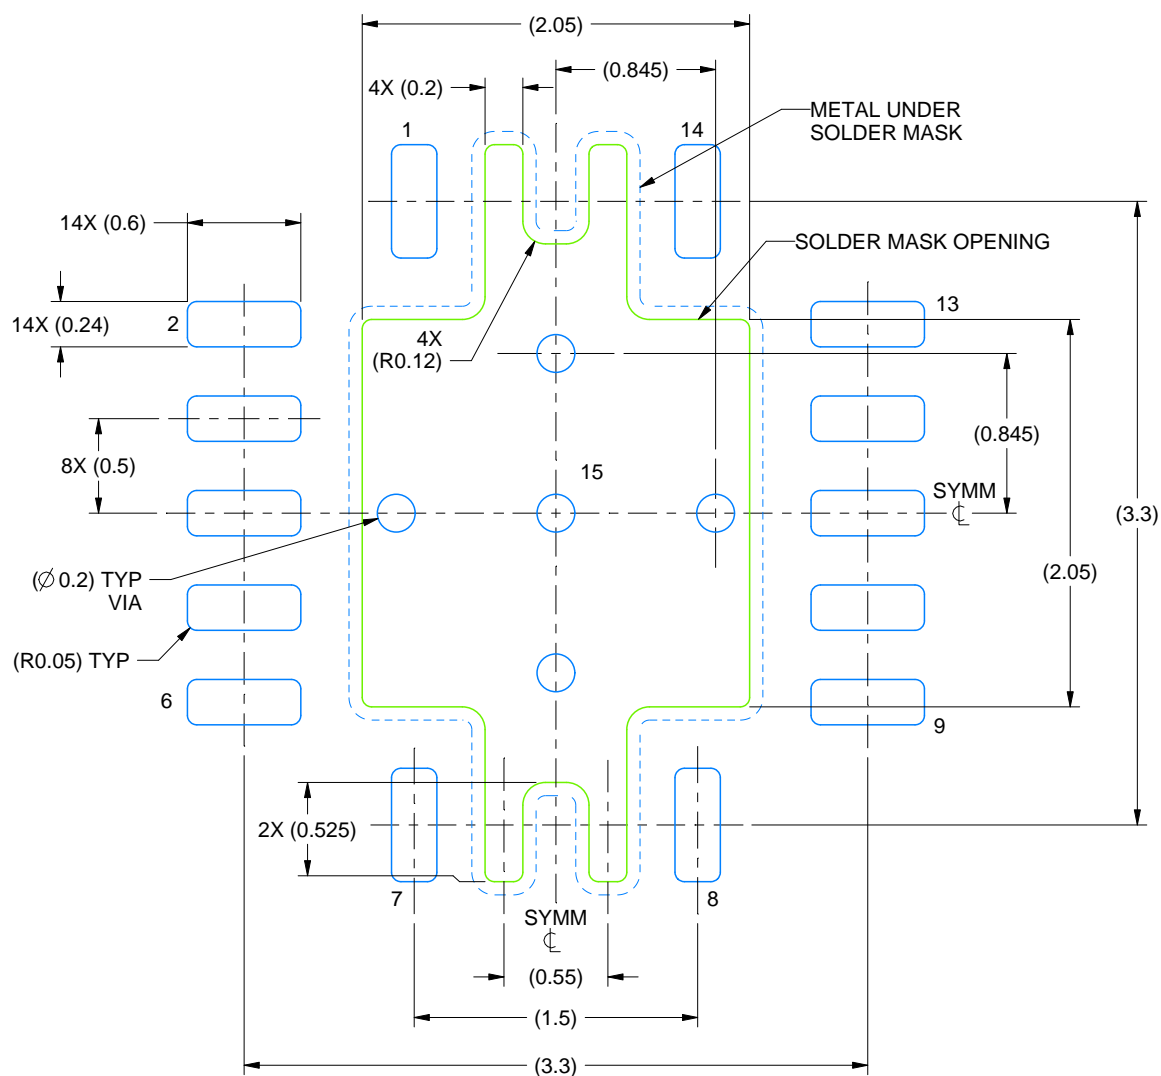 (2.05)
(0.845)
4X (0.2)
METAL UNDER
SOLDER MASK
1
14
14X (0.6)
SOLDER MASK OPENING
2
13
14X (0.24)
4X
(R0.12)
(0.845)
8X (0.5)
15
SYMM
℄
(3.3)
(2.05)
(Ø0.2) TYP
VIA
(R0.05) TYP
6
9
2X (0.525)
7
8
SYMM
℄
(0.55)
(1.5)
(3.3)